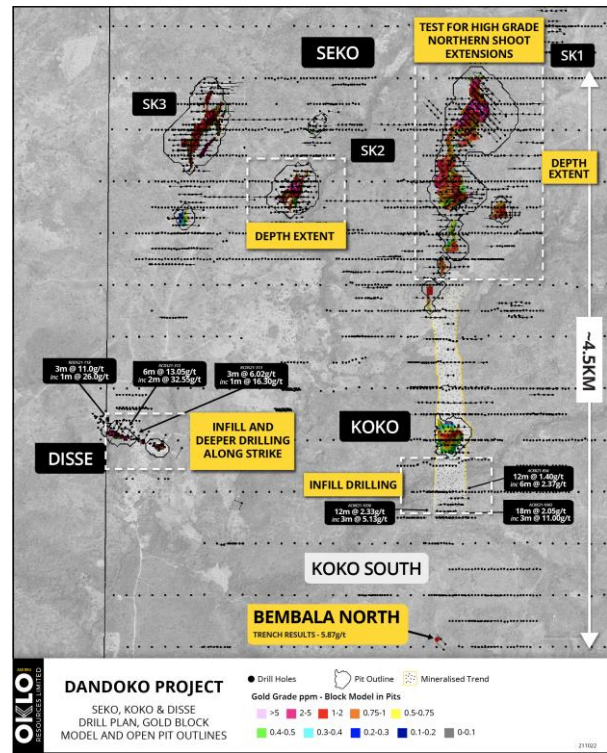 TEST FOR HIGH GRADE
NORTHERN SHOOT
EXTENSIONS
SEKO
SK1
SK3
SK2
DEPTH
EXTENT
DEPTH EXTENT
~4.5KM
3m @ 11.0g/t
inc 1m @ 26.0g/t
6m @ 13.05g/t
inc 2m @ 32.55g/t
3m @ 6.02g/t
inc 1m @ 16.30g/t
DISSE
INFILL AND
DEEPER DRILLING
ALONG STRIKE
KOKO
INFILL DRILLING
12m @ 1.40g/t
inc 6m @ 2.37g/t
12m @ 2.33g/t
inc 3m @ 5.13g/t
18m @ 2.05g/t
inc 3m @ 11.00g/t
KOKO SOUTH
BEMBALA NORTH
TRENCH RESULTS - 5.87g/t
OKLO
RESOURCES LIMITED
DANDOKO PROJECT
SEKO, KOKO & DISSE
DRILL PLAN, GOLD BLOCK
MODEL AND OPEN PIT OUTLINES
Drill Holes
Pit Outline
Mineralised Trend
Gold Grade ppm - Block Model in Pits
>5
2-5
1-2
0.75-1
0.5-0.75
0.4-0.5
0.3-0.4
0.2-0.3
0.1-0.2
0-0.1
211022